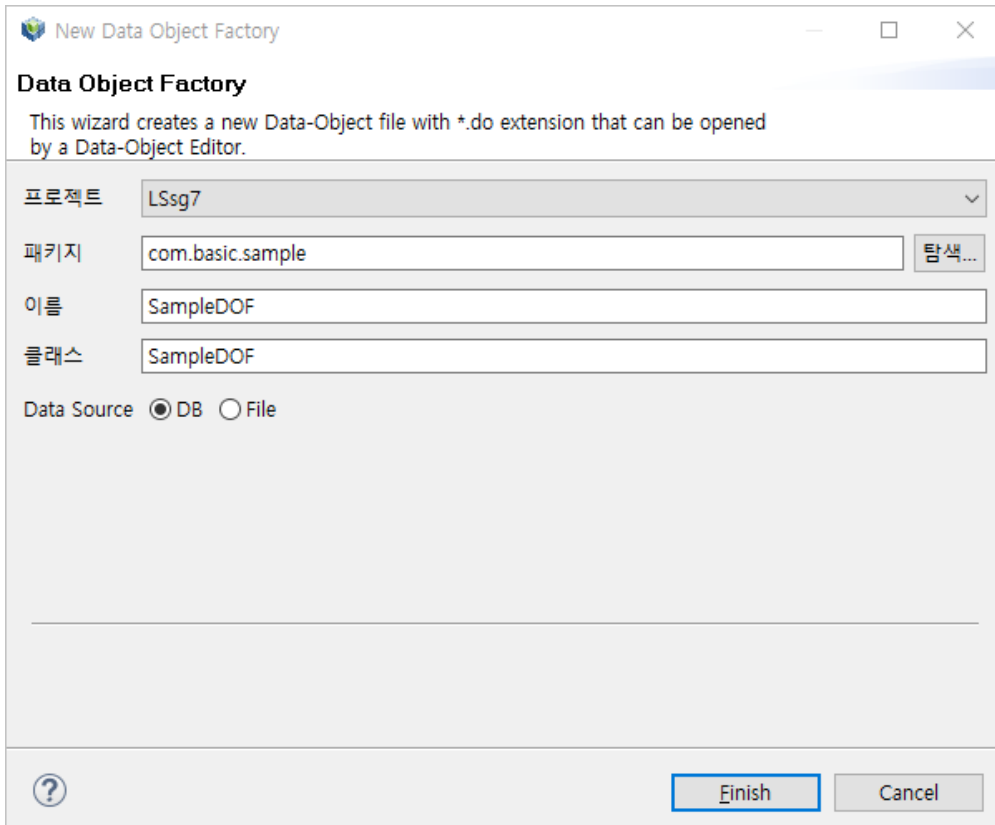 New Data Object Factory
Data Object Factory
This wizard creates a new Data-Object file with *.do extension that can be opened
by a Data-Object Editor.
프로젝트 LSsg7
패키지 com.basic.sample 탐색...
이름 SampleDOF
클래스 SampleDOF
Data Source DB File
Finish Cancel